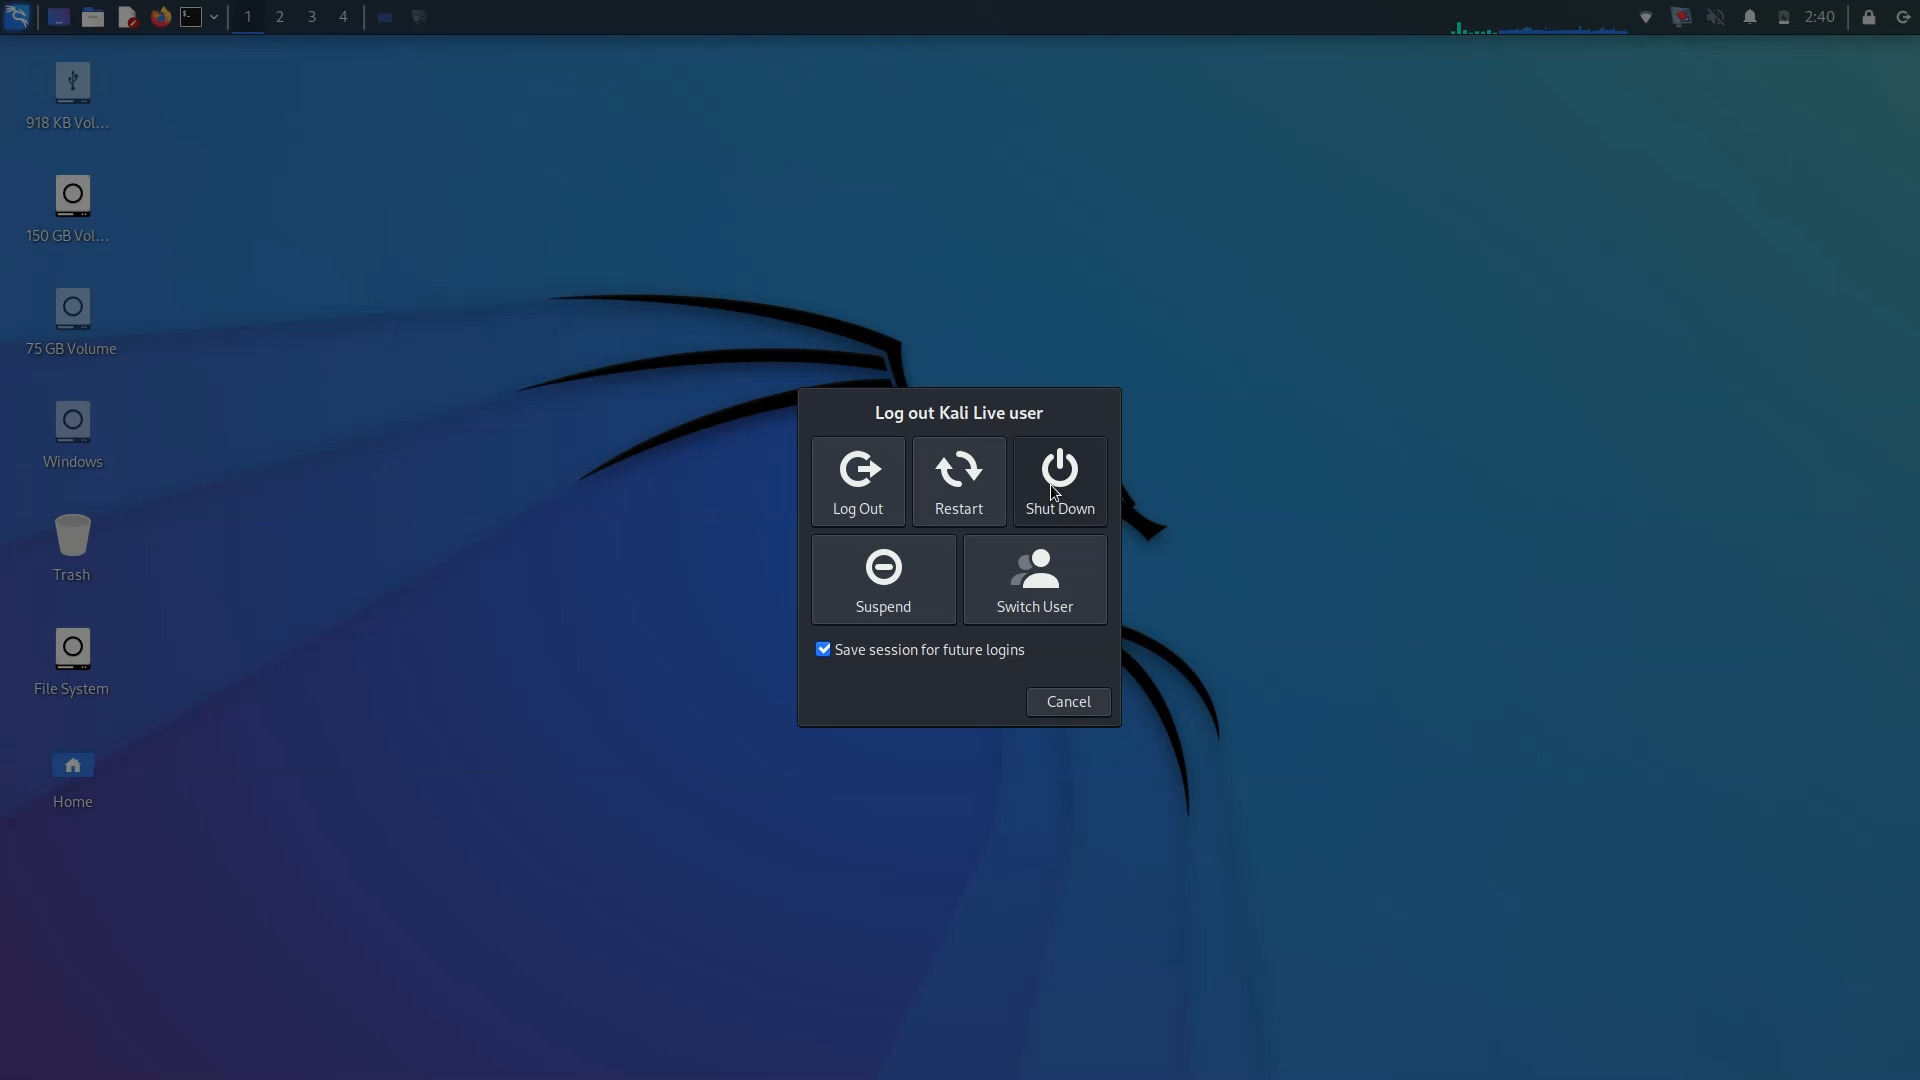 1 2 3 4
2:40
918 KB Vol...
150 GB Vol...
75 GB Volume
Windows
Trash
File System
Home
Log out Kali Live user
Log Out
Restart
Shut Down
Suspend
Switch User
Save session for future logins
Cancel